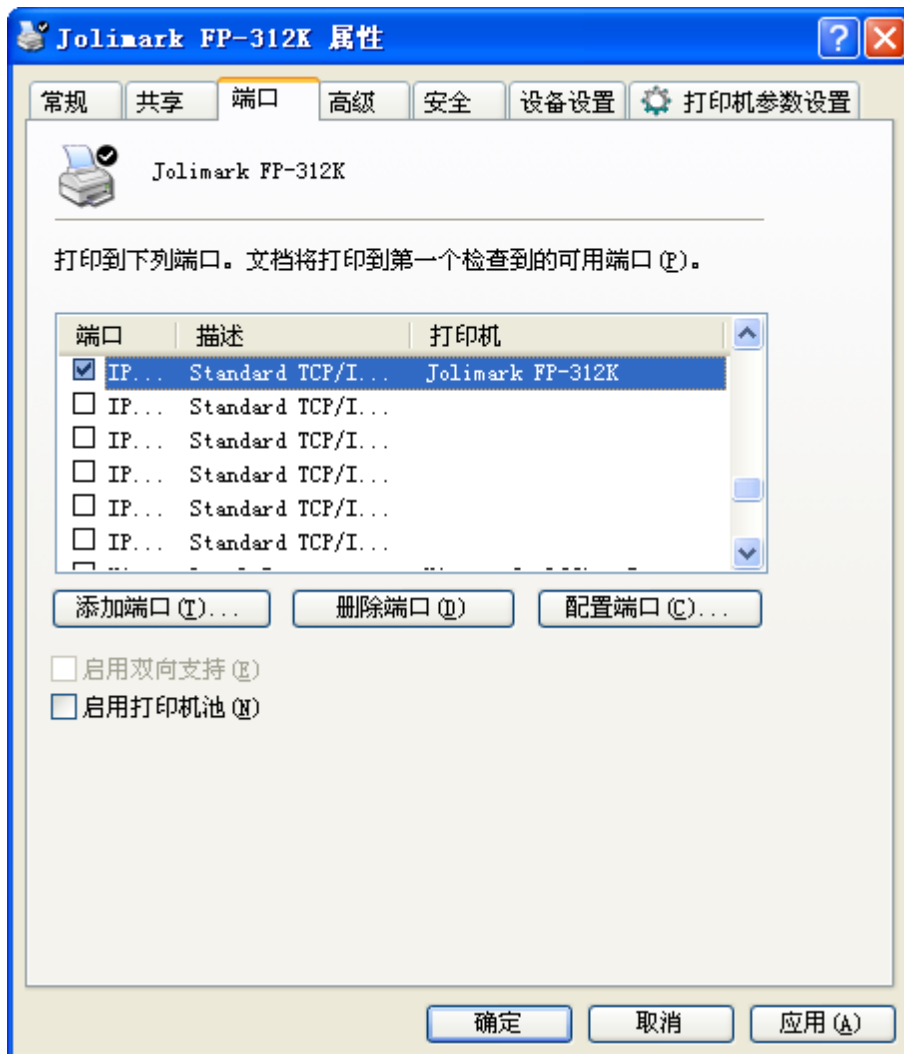 Jolimark FP-312K 属性
常规 共享 端口 高级 安全 设备设置 打印机参数设置
Jolimark FP-312K
打印到下列端口。文档将打印到第一个检查到的可用端口(P)。
端口 描述 打印机
IP... Standard TCP/I... Jolimark FP-312K
IP... Standard TCP/I...
IP... Standard TCP/I...
IP... Standard TCP/I...
IP... Standard TCP/I...
IP... Standard TCP/I...
添加端口(T)... 删除端口(D) 配置端口(C)...
启用双向支持(E)
启用打印机池(N)
确定 取消 应用(A)